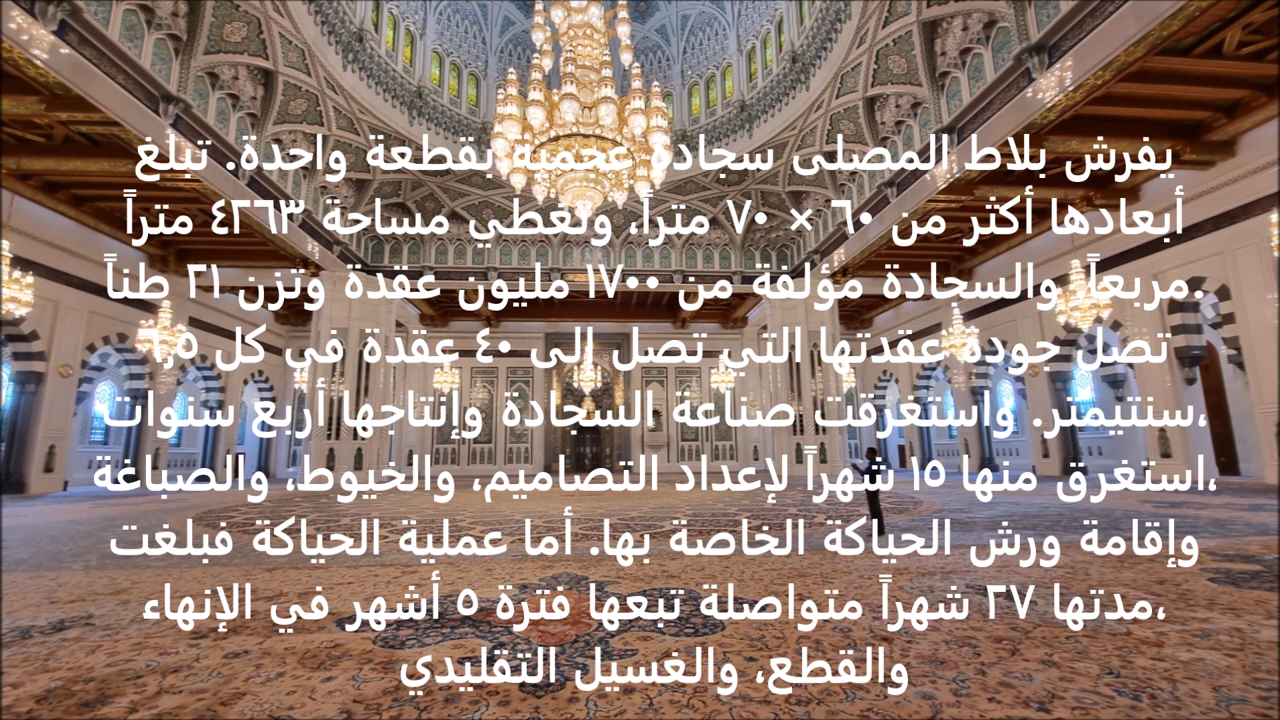 يفرش بلاط المصلى سجادة عجمية بقطعة واحدة. تبلغ
أبعادها أكثر من ٦٠ × ٧٠ متراً، وتغطي مساحة ٤٢٦٣ متراً
مربعاً، والسجادة مؤلفة من ١٧٠٠ مليون عقدة وتزن ٢١ طناً.
تصل جودة عقدتها التي تصل إلى ٤٠ عقدة في كل ٦,٥
سنتيمتر. واستغرقت صناعة السجادة وإنتاجها أربع سنوات،
استغرق منها ١٥ شهراً لإعداد التصاميم، والخيوط، والصباغة،
وإقامة ورش الحياكة الخاصة بها. أما عملية الحياكة فبلغت
مدتها ٢٧ شهراً متواصلة تبعها فترة ٥ أشهر في الإنهاء،
والقطع، والغسيل التقليدي